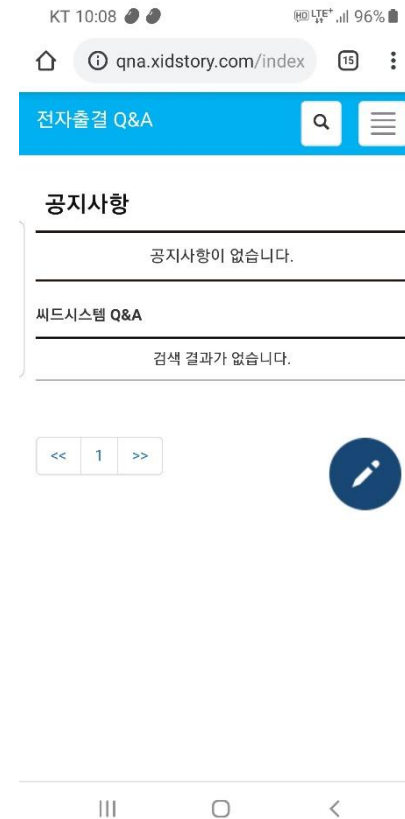 KT 10:08 HD LTE+ 96%
qna.xidstory.com/index 15
전자출결 Q&A
공지사항
공지사항이 없습니다.
씨드시스템 Q&A
검색 결과가 없습니다.
<< 1 >>